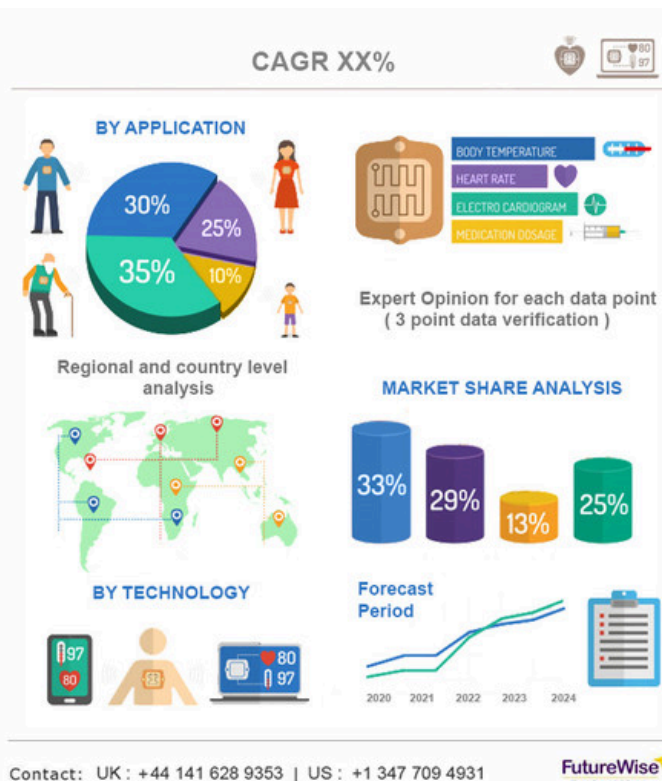 CAGR XX%
80
97
BY APPLICATION
30%
25%
35%
10%
BODY TEMPERATURE
HEART RATE
ELECTRO CARDIOGRAM
MEDICATION DOSAGE
Expert Opinion for each data point
( 3 point data verification )
Regional and country level
analysis
MARKET SHARE ANALYSIS
33%
29%
13%
25%
BY TECHNOLOGY
97
80
80
97
Forecast
Period
2020 2021 2022 2023 2024
Contact: UK : +44 141 628 9353 | US : +1 347 709 4931
FutureWise